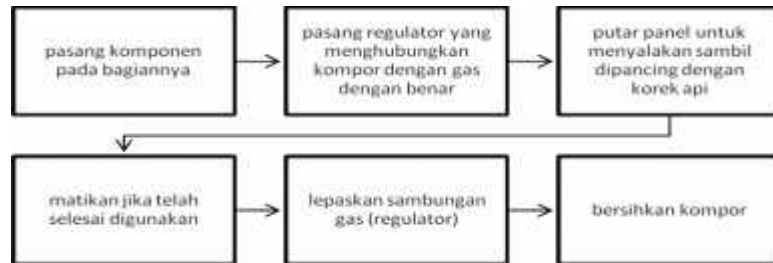 pasang komponen
pada bagiannya
pasang regulator yang
menghubungkan
kompor dengan gas
dengan benar
putar panel untuk
menyalakan sambil
dipancing dengan
korek api
matikan jika telah
selesai digunakan
lepaskan sambungan
gas (regulator)
bersihkan kompor